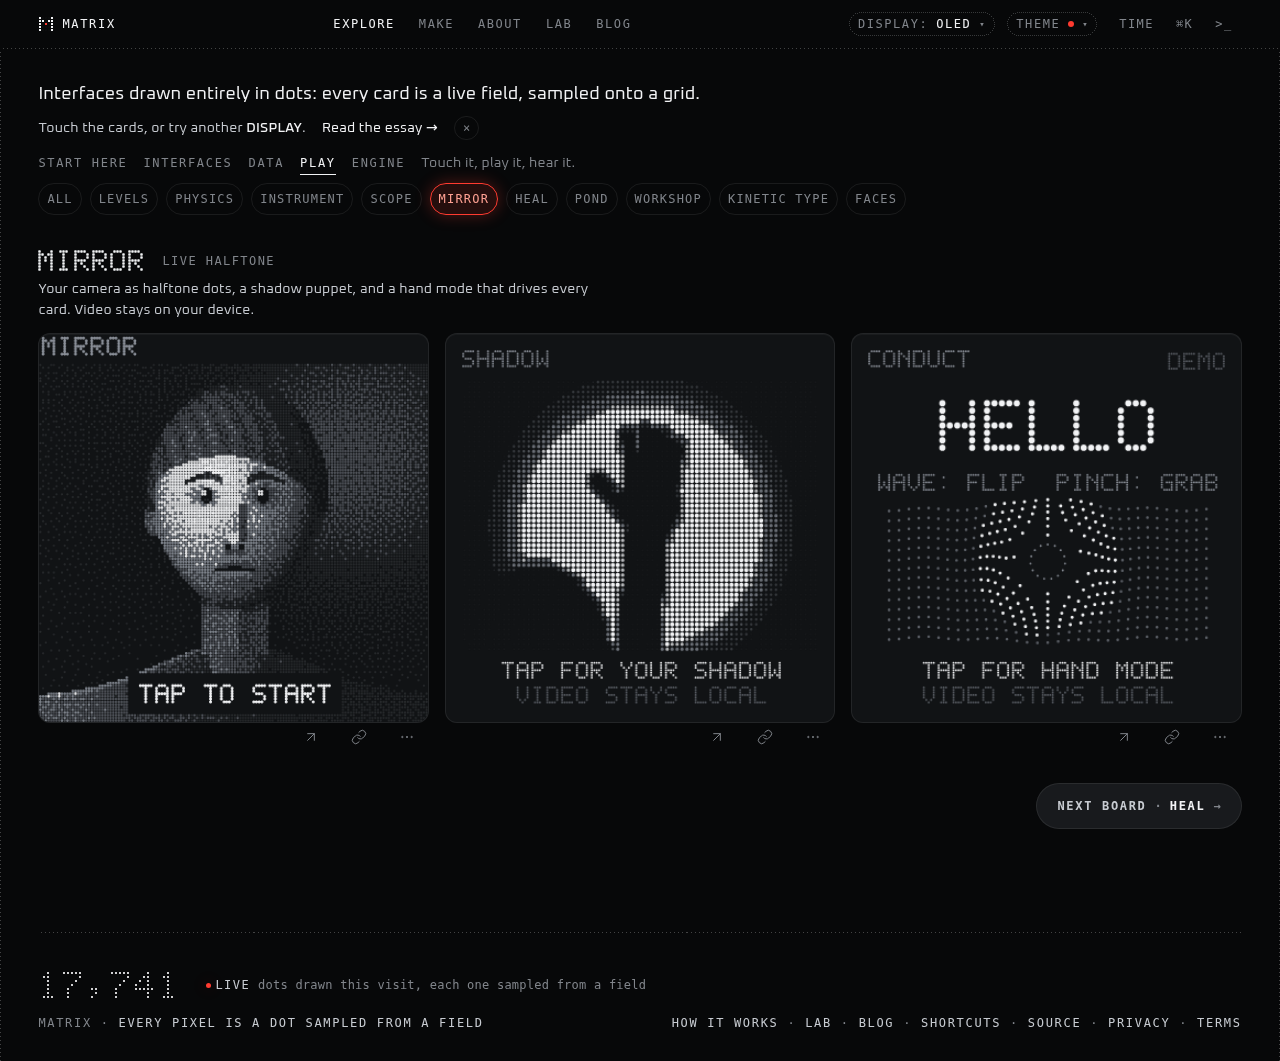 MATRIX EXPLORE MAKE ABOUT LAB BLOG DISPLAY: OLED ▾ THEME ● ▾ TIME ⌘K >_
Interfaces drawn entirely in dots: every card is a live field, sampled onto a grid.
Touch the cards, or try another DISPLAY. Read the essay → ×
START HERE INTERFACES DATA PLAY ENGINE Touch it, play it, hear it.
ALL LEVELS PHYSICS INSTRUMENT SCOPE MIRROR HEAL POND WORKSHOP KINETIC TYPE FACES
MIRROR LIVE HALFTONE
Your camera as halftone dots, a shadow puppet, and a hand mode that drives every
card. Video stays on your device.
MIRROR
TAP TO START
SHADOW
TAP FOR YOUR SHADOW
VIDEO STAYS LOCAL
CONDUCT DEMO
HELLO
WAVE: FLIP PINCH: GRAB
TAP FOR HAND MODE
VIDEO STAYS LOCAL
NEXT BOARD · HEAL →
17,741 ● LIVE dots drawn this visit, each one sampled from a field
MATRIX · EVERY PIXEL IS A DOT SAMPLED FROM A FIELD HOW IT WORKS · LAB · BLOG · SHORTCUTS · SOURCE · PRIVACY · TERMS